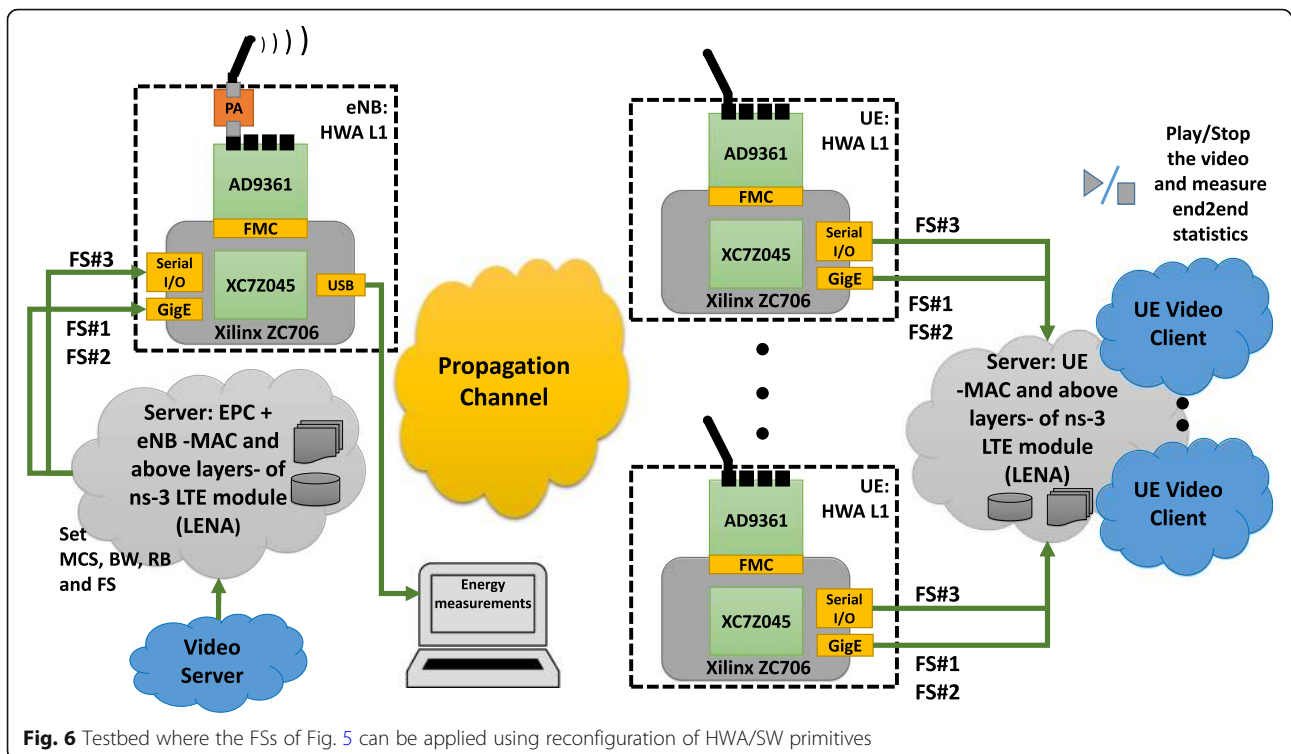 PA
eNB:
HWA L1
AD9361
FMC
Serial
I/O
XC7Z045
USB
GigE
Xilinx ZC706
FS#3
FS#1
FS#2
Server: EPC +
eNB -MAC and
above layers- of
ns-3 LTE module
(LENA)
Set
MCS, BW, RB
and FS
Video
Server
Propagation
Channel
Energy
measurements
UE:
HWA L1
AD9361
FMC
Serial
I/O
XC7Z045
GigE
Xilinx ZC706
FS#3
FS#1
FS#2
UE:
HWA L1
AD9361
FMC
Serial
I/O
XC7Z045
GigE
Xilinx ZC706
FS#3
FS#1
FS#2
Play/Stop
the video
and measure
end2end
statistics
UE Video
Client
Server: UE
-MAC and above
layers- of ns-3
LTE module
(LENA)
UE Video
Client
Fig. 6 Testbed where the FSs of Fig. 5 can be applied using reconfiguration of HWA/SW primitives